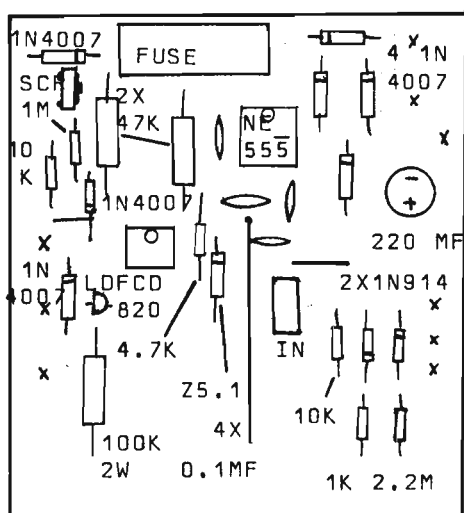 1N4007
FUSE
4 1N
4007
SCR
1M
2X
47K
NE
555
10
K
1N4007
220 MF
1N
4007
LDFCD
820
2X1N914
4.7K
IN
Z5.1
10K
4X
100K
2W
0.1MF
1K 2.2M